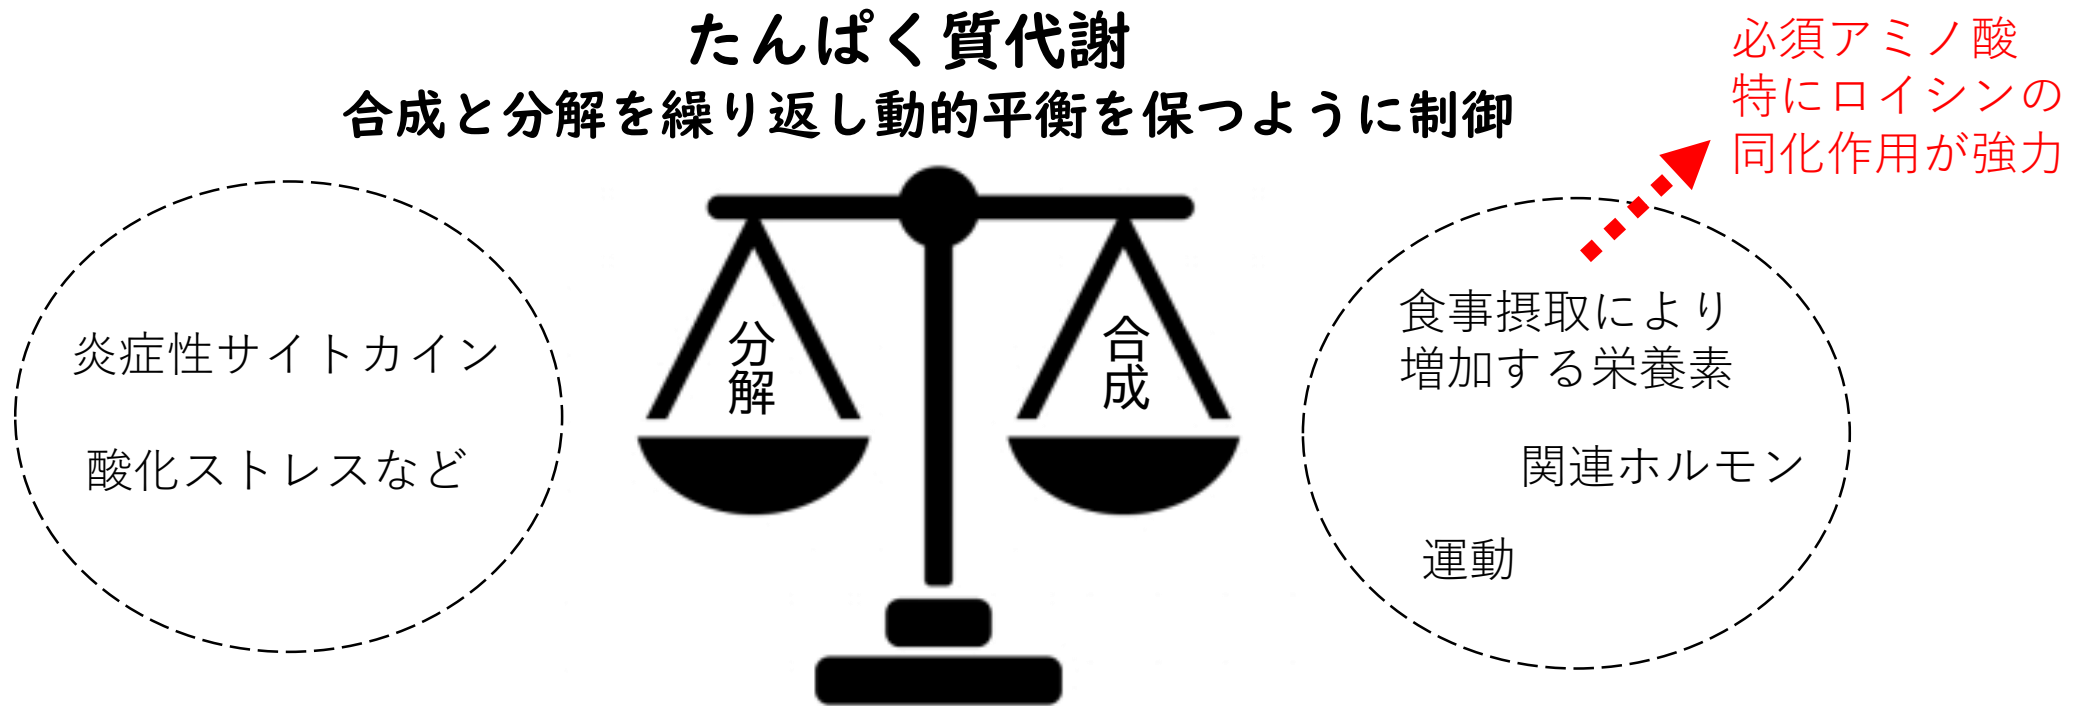 たんぱく質代謝
合成と分解を繰り返し動的平衡を保つように制御
必須アミノ酸
特にロイシンの
同化作用が強力
炎症性サイトカイン
酸化ストレスなど
分解
合成
食事摂取により
増加する栄養素
関連ホルモン
運動